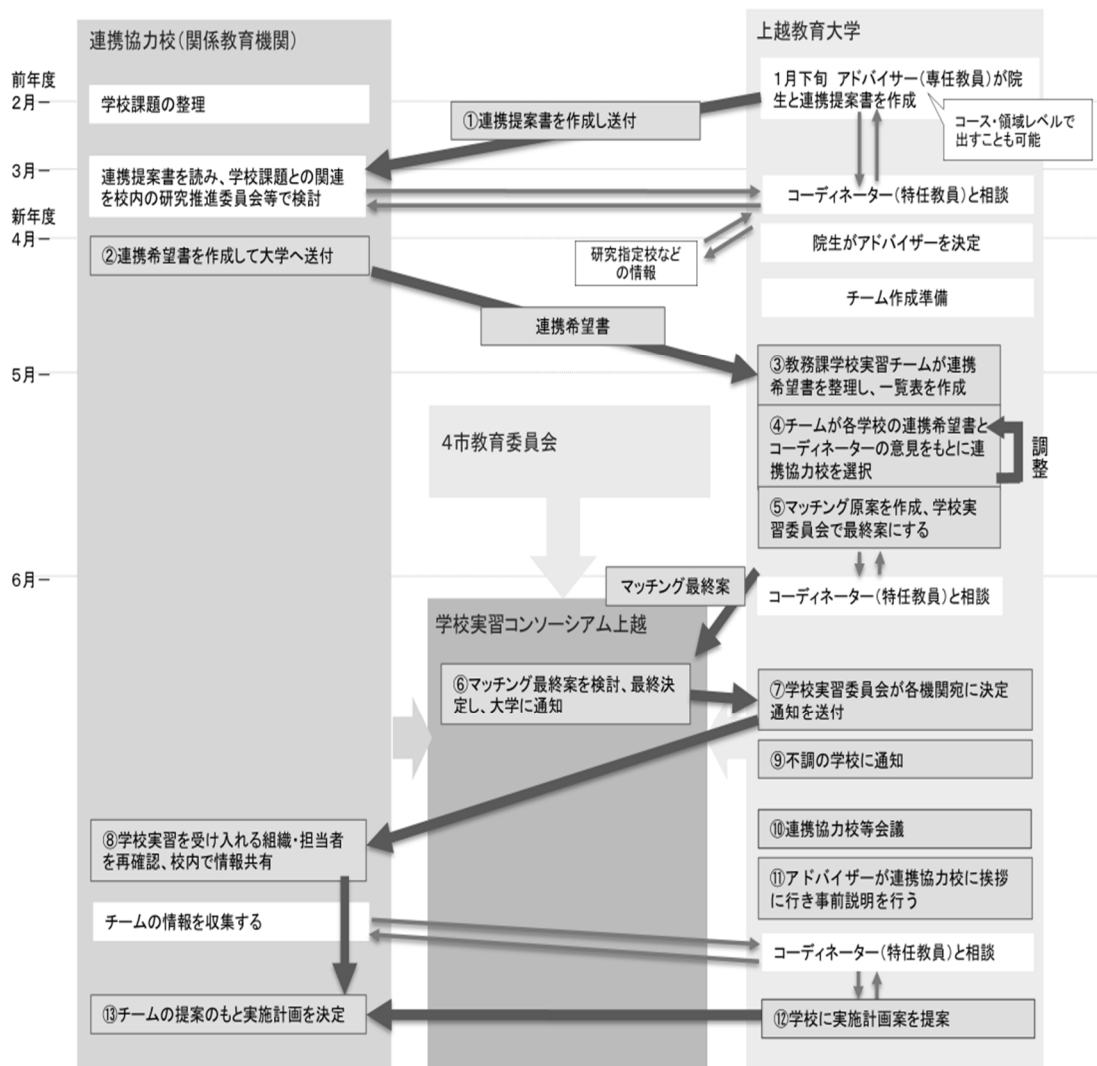 連携協力校(関係教育機関)
上越教育大学
前年度
2月
学校課題の整理
1月下旬 アドバイサー(専任教員)が院
生と連携提案書を作成
コース・領域レベルで
出すことも可能
①連携提案書を作成し送付
3月
連携提案書を読み、学校課題との関連
を校内の研究推進委員会等で検討
コーディネーター(特任教員)と相談
新年度
4月
②連携希望書を作成して大学へ送付
研究指定校など
の情報
院生がアドバイザーを決定
チーム作成準備
連携希望書
5月
③教務課学校実習チームが連携
希望書を整理し、一覧表を作成
4市教育委員会
④チームが各学校の連携希望書と
コーディネーターの意見をもとに連
携協力校を選択
調整
⑤マッチング原案を作成、学校実
習委員会で最終案にする
6月
マッチング最終案
コーディネーター(特任教員)と相談
学校実習コンソーシアム上越
⑥マッチング最終案を検討、最終決
定し、大学に通知
⑦学校実習委員会が各機関宛に決定
通知を送付
⑨不調の学校に通知
⑧学校実習を受け入れる組織・担当者
を再確認、校内で情報共有
⑩連携協力校等会議
⑪アドバイザーが連携協力校に挨拶
に行き事前説明を行う
チームの情報を収集する
コーディネーター(特任教員)と相談
⑬チームの提案のもと実施計画を決定
⑫学校に実施計画案を提案